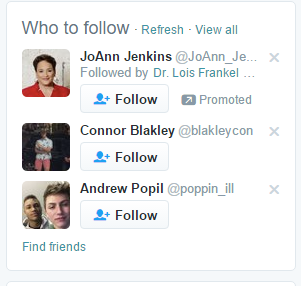 Who to follow · Refresh · View all
JoAnn Jenkins @JoAnn_Je...
Followed by Dr. Lois Frankel ...
Follow Promoted
Connor Blakley @blakleycon
Follow
Andrew Popil @poppin_ill
Follow
Find friends